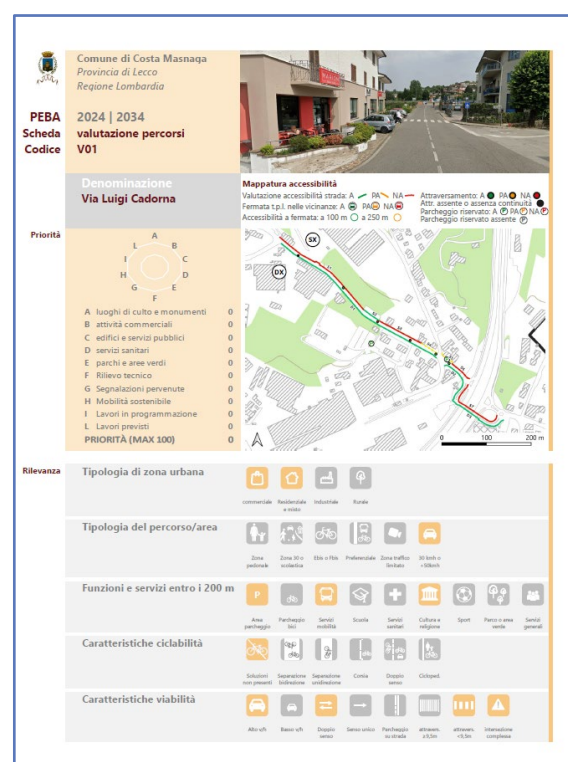 Comune di Costa Masnaga
Provincia di Lecco
Regione Lombardia
PEBA 2024 | 2034
Scheda valutazione percorsi
Codice V01
Denominazione
Via Luigi Cadorna
Mappatura accessibilità
Valutazione accessibilità strada: A PA NA
Fermata t.p.l. nelle vicinanze: A PA NA
Accessibilità a fermata: a 100 m a 250 m
Attraversamento: A PA NA
Attr. assente o assenza continuità
Parcheggio riservato: A P PA P NA P
Parcheggio riservato assente P
Priorità
A
B
C
D
E
F
G
H
I
L
A luoghi di culto e monumenti 0
B attività commerciali 0
C edifici e servizi pubblici 0
D servizi sanitari 0
E parchi e aree verdi 0
F Rilievo tecnico 0
G Segnalazioni pervenute 0
H Mobilità sostenibile 0
I Lavori in programmazione 0
L Lavori previsti 0
PRIORITÀ (MAX 100) 0
SX
DX
0 100 200 m
Rilevanza
Tipologia di zona urbana
commerciale
Residenziale o misto
Industriale
Rurale
Tipologia del percorso/area
Zona pedonale
Zona 30 o scolastica
Ebis o Fbis
Preferenziale
Zona traffico limitato
30 kmh o +30kmh
Funzioni e servizi entro i 200 m
P
Area parcheggio
Parcheggio bici
Servizi mobilità
Scuola
Servizi sanitari
Cultura e religione
Sport
Parco o area verde
Servizi generali
Caratteristiche ciclabilità
Soluzioni non presenti
Separazione bidirezione
Separazione unidirezione
Corsia
Doppio senso
Cicloped.
Caratteristiche viabilità
Alto v/h
Basso v/h
Doppio senso
Senso unico
Parcheggio su strada
attravers. ≥9,5m
attravers. <9,5m
intersezione complessa